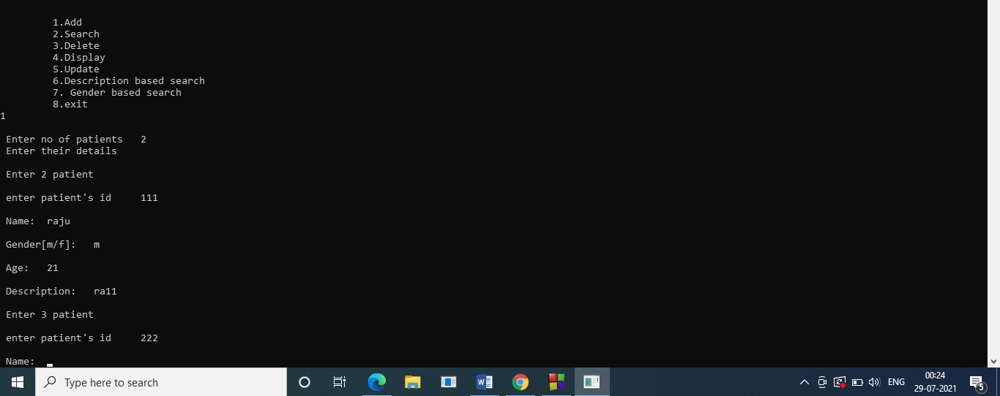 1.Add
2.Search
3.Delete
4.Display
5.Update
6.Description based search
7. Gender based search
8.exit
1
Enter no of patients 2
Enter their details
Enter 2 patient
enter patient's id 111
Name: raju
Gender[m/f]: m
Age: 21
Description: ra11
Enter 3 patient
enter patient's id 222
Name:
Type here to search
ENG
00:24
29-07-2021
5